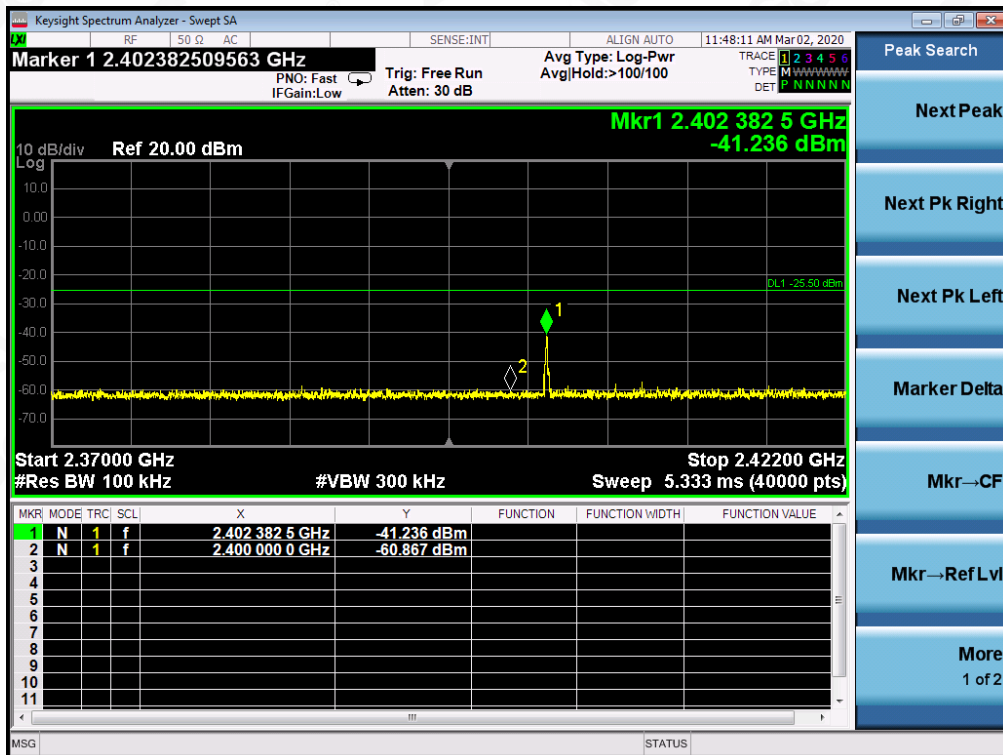 Keysight Spectrum Analyzer - Swept SA
LXI RF 50 Ω AC SENSE:INT ALIGN AUTO 11:48:11 AM Mar 02, 2020
Marker 1 2.402382509563 GHz
PNO: Fast
IFGain:Low
Trig: Free Run
Atten: 30 dB
Avg Type: Log-Pwr
Avg|Hold:>100/100
TRACE 1 2 3 4 5 6
TYPE M WWWWW
DET P N N N N N
Peak Search
Next Peak
Next Pk Right
Next Pk Left
Marker Delta
Mkr→CF
Mkr→Ref Lvl
More
1 of 2
Mkr1 2.402 382 5 GHz
-41.236 dBm
10 dB/div Ref 20.00 dBm
Log
10.0
0.00
-10.0
-20.0
DL1 -25.50 dBm
-30.0
1
-40.0
-50.0
2
-60.0
-70.0
Start 2.37000 GHz Stop 2.42200 GHz
#Res BW 100 kHz #VBW 300 kHz Sweep 5.333 ms (40000 pts)
MKR MODE TRC SCL X Y FUNCTION FUNCTION WIDTH FUNCTION VALUE
1 N 1 f 2.402 382 5 GHz -41.236 dBm
2 N 1 f 2.400 000 0 GHz -60.867 dBm
3
4
5
6
7
8
9
10
11
MSG STATUS